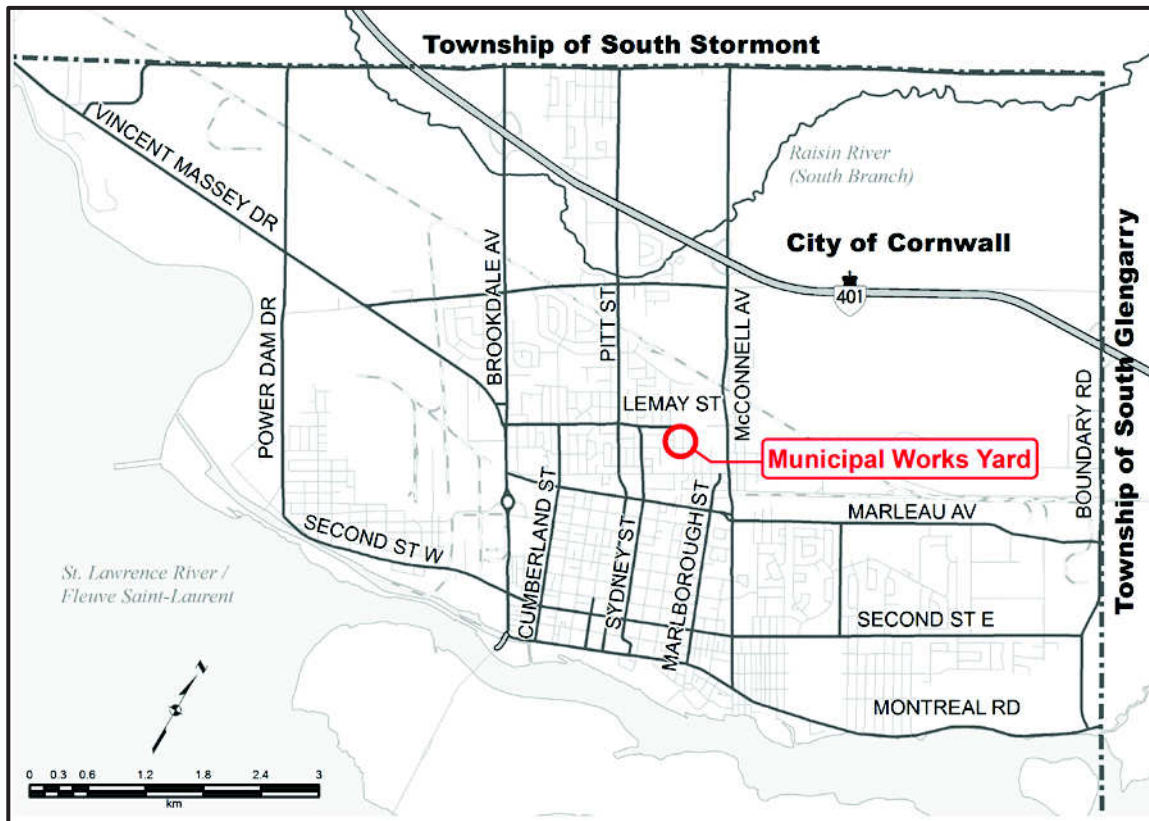 Township of South Stormont
VINCENT MASSEY DR
Raisin River
(South Branch)
City of Cornwall
401
BROOKDALE AV
PITT ST
McCONNELL AV
POWER DAM DR
LEMAY ST
BOUNDARY RD
Township of South Glengarry
Municipal Works Yard
MARLEAU AV
SECOND ST W
CUMBERLAND ST
SYDNEY ST
MARLBOROUGH ST
St. Lawrence River /
Fleuve Saint-Laurent
SECOND ST E
MONTREAL RD
N
0 0.3 0.6 1.2 1.8 2.4 3
km